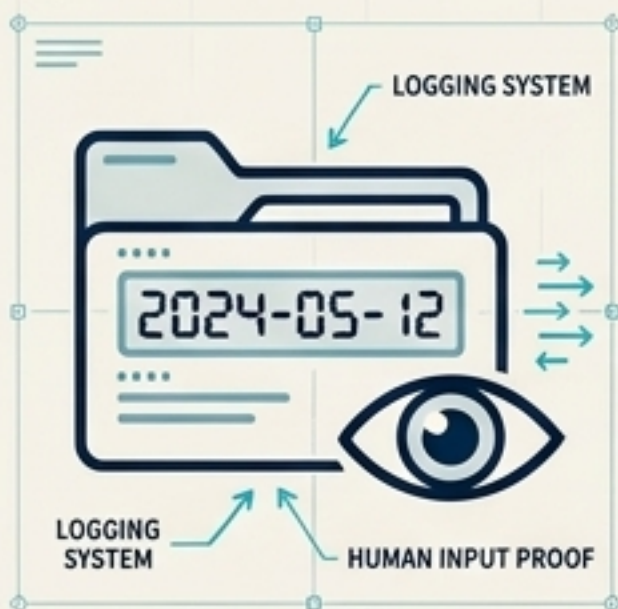 LOGGING SYSTEM
2024-05-12
LOGGING
SYSTEM
HUMAN INPUT PROOF